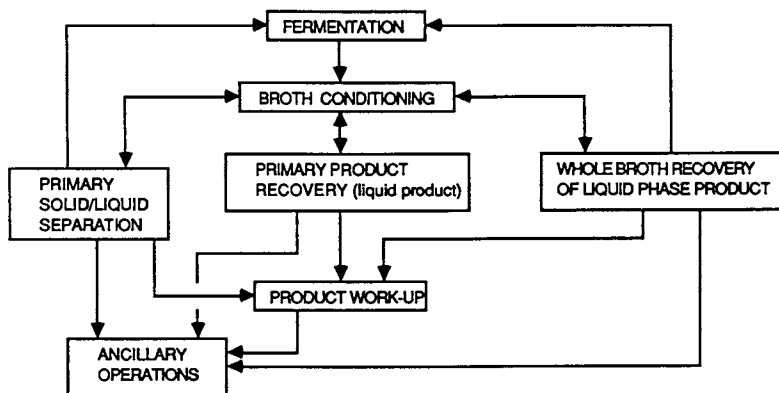 FERMENTATION
BROTH CONDITIONING
PRIMARY
SOLID/LIQUID
SEPARATION
PRIMARY PRODUCT
RECOVERY (liquid product)
WHOLE BROTH RECOVERY
OF LIQUID PHASE PRODUCT
PRODUCT WORK-UP
ANCILLARY
OPERATIONS